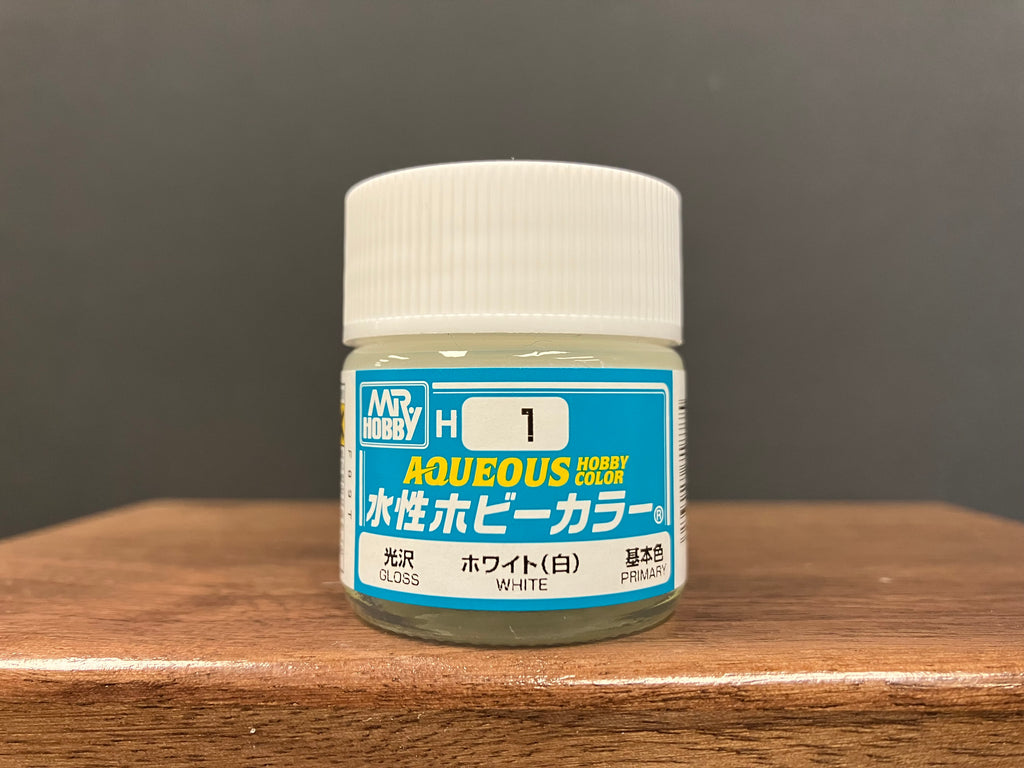 MR HOBBY
H 1
AQUEOUS HOBBY COLOR
水性ホビーカラー®
光沢 ホワイト(白) 基本色
GLOSS WHITE PRIMARY